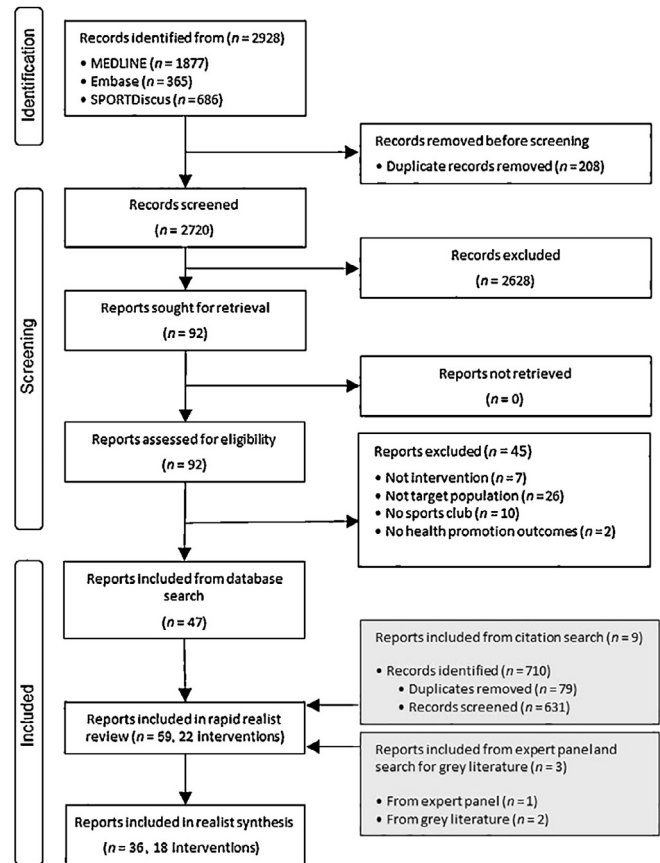 Identification
Records identified from (n = 2928)
• MEDLINE (n = 1877)
• Embase (n = 365)
• SPORTDiscus (n = 686)
Records removed before screening
• Duplicate records removed (n = 208)
Screening
Records screened
(n = 2720)
Records excluded
(n = 2628)
Reports sought for retrieval
(n = 92)
Reports not retrieved
(n = 0)
Reports assessed for eligibility
(n = 92)
Reports excluded (n = 45)
• Not intervention (n = 7)
• Not target population (n = 26)
• No sports club (n = 10)
• No health promotion outcomes (n = 2)
Included
Reports included from database
search
(n = 47)
Reports included from citation search (n = 9)
• Records identified (n = 710)
• Duplicates removed (n = 79)
• Records screened (n = 631)
Reports included in rapid realist
review (n = 59, 22 interventions)
Reports included from expert panel and
search for grey literature (n = 3)
• From expert panel (n = 1)
• From grey literature (n = 2)
Reports included in realist synthesis
(n = 36, 18 interventions)